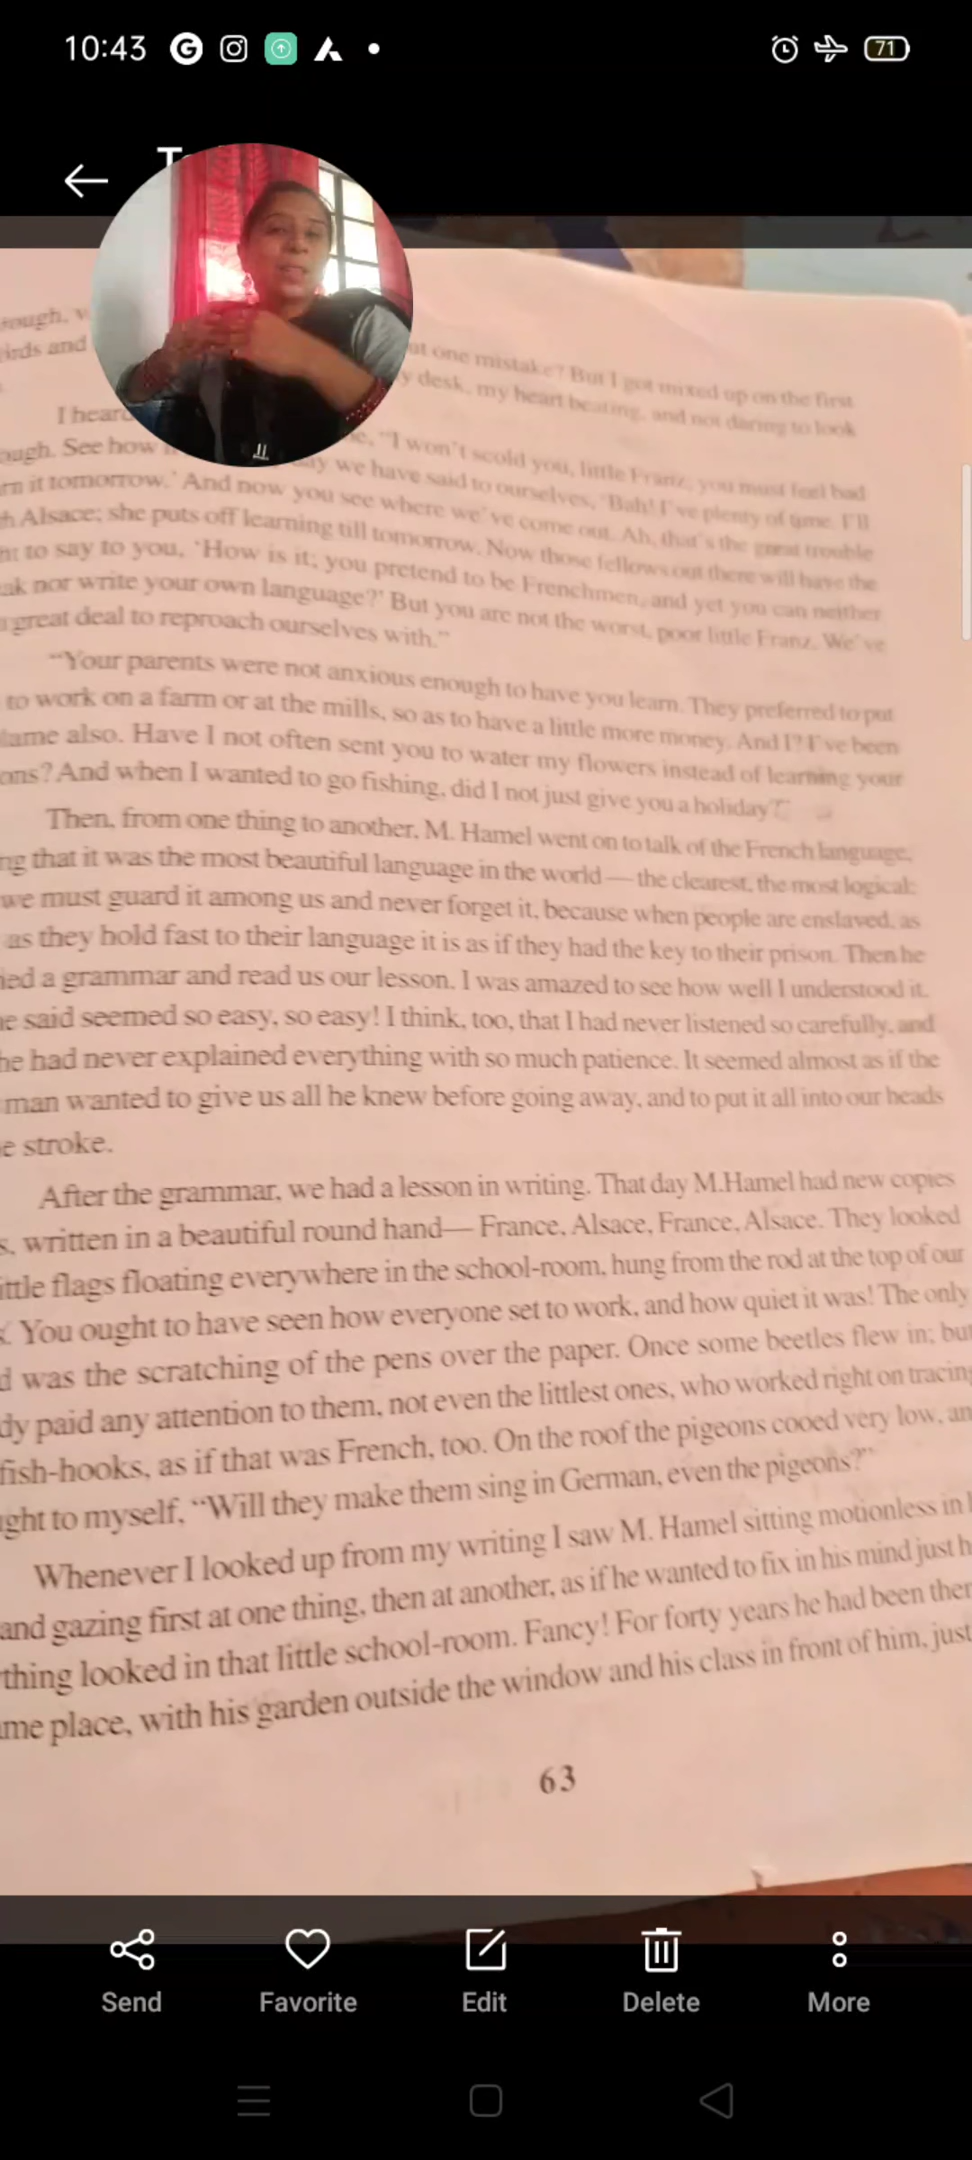 10:43
71
rough, w
birds and
ut one mistake? But I got mixed up on the first
y desk, my heart beating, and not daring to look
I heard
ne, “I won’t scold you, little Franz; you must feel bad
ough. See how
ay we have said to ourselves, ‘Bah! I’ve plenty of time. I’ll
rn it tomorrow.’ And now you see where we’ve come out. Ah, that’s the great trouble
h Alsace; she puts off learning till tomorrow. Now those fellows out there will have the
ht to say to you, ‘How is it; you pretend to be Frenchmen, and yet you can neither
ak nor write your own language?’ But you are not the worst, poor little Franz. We’ve
a great deal to reproach ourselves with.”
“Your parents were not anxious enough to have you learn. They preferred to put
to work on a farm or at the mills, so as to have a little more money. And I? I’ve been
lame also. Have I not often sent you to water my flowers instead of learning your
ons? And when I wanted to go fishing, did I not just give you a holiday?
Then, from one thing to another, M. Hamel went on to talk of the French language,
ng that it was the most beautiful language in the world — the clearest, the most logical;
we must guard it among us and never forget it, because when people are enslaved, as
as they hold fast to their language it is as if they had the key to their prison. Then he
ned a grammar and read us our lesson. I was amazed to see how well I understood it.
he said seemed so easy, so easy! I think, too, that I had never listened so carefully, and
he had never explained everything with so much patience. It seemed almost as if the
man wanted to give us all he knew before going away, and to put it all into our heads
e stroke.
After the grammar, we had a lesson in writing. That day M.Hamel had new copies
s, written in a beautiful round hand— France, Alsace, France, Alsace. They looked
ittle flags floating everywhere in the school-room, hung from the rod at the top of our
s. You ought to have seen how everyone set to work, and how quiet it was! The only
d was the scratching of the pens over the paper. Once some beetles flew in; but
dy paid any attention to them, not even the littlest ones, who worked right on tracing
fish-hooks, as if that was French, too. On the roof the pigeons cooed very low, an
ught to myself, “Will they make them sing in German, even the pigeons?”
Whenever I looked up from my writing I saw M. Hamel sitting motionless in h
and gazing first at one thing, then at another, as if he wanted to fix in his mind just h
thing looked in that little school-room. Fancy! For forty years he had been ther
me place, with his garden outside the window and his class in front of him, just
63
Send
Favorite
Edit
Delete
More